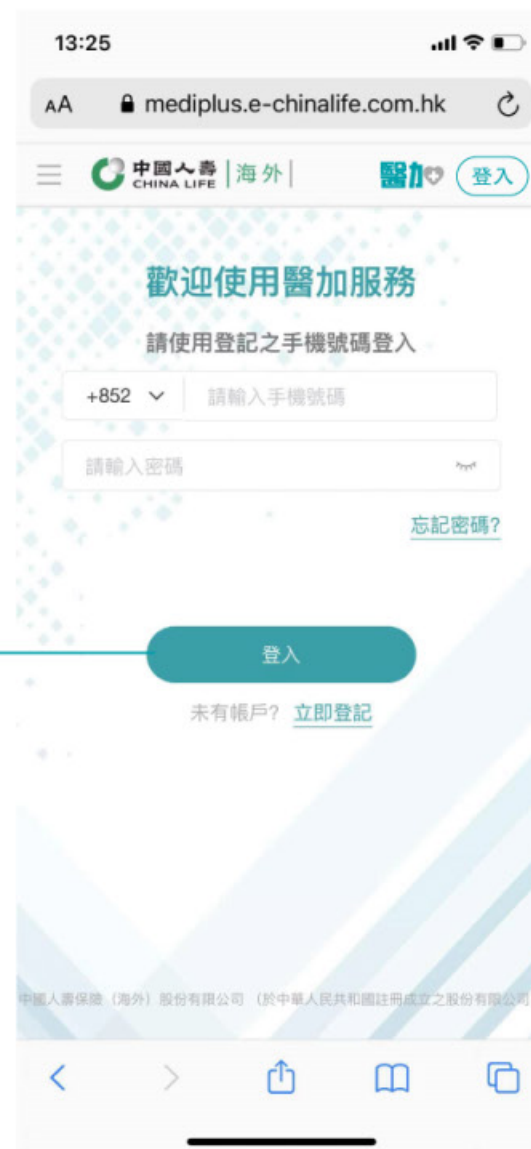 13:25
AA mediplus.e-chinalife.com.hk
中國人壽 CHINA LIFE 海外 醫加 登入
歡迎使用醫加服務
請使用登記之手機號碼登入
+852 請輸入手機號碼
請輸入密碼
忘記密碼?
登入
未有帳戶? 立即登記
中國人壽保險（海外）股份有限公司 （於中華人民共和國註冊成立之股份有限公司